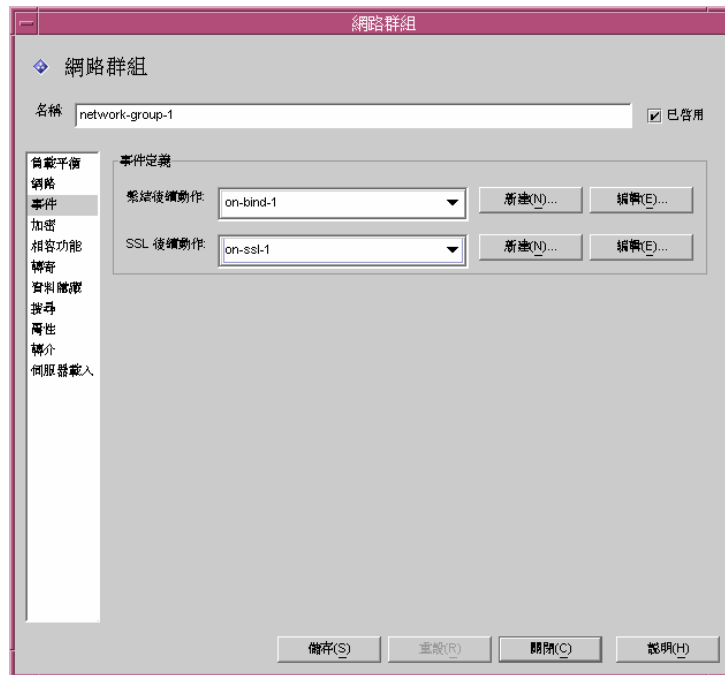 網路群組
網路群組
名稱: network-group-1 已啓用
負載平衡
網路
事件
加密
相容功能
轉寄
資料隱藏
搜尋
屬性
轉介
伺服器載入
事件定義
繫結後續動作: on-bind-1 新建(N)... 編輯(E)...
SSL 後續動作: on-ssl-1 新建(N)... 編輯(E)...
儲存(S) 重設(R) 關閉(C) 說明(H)